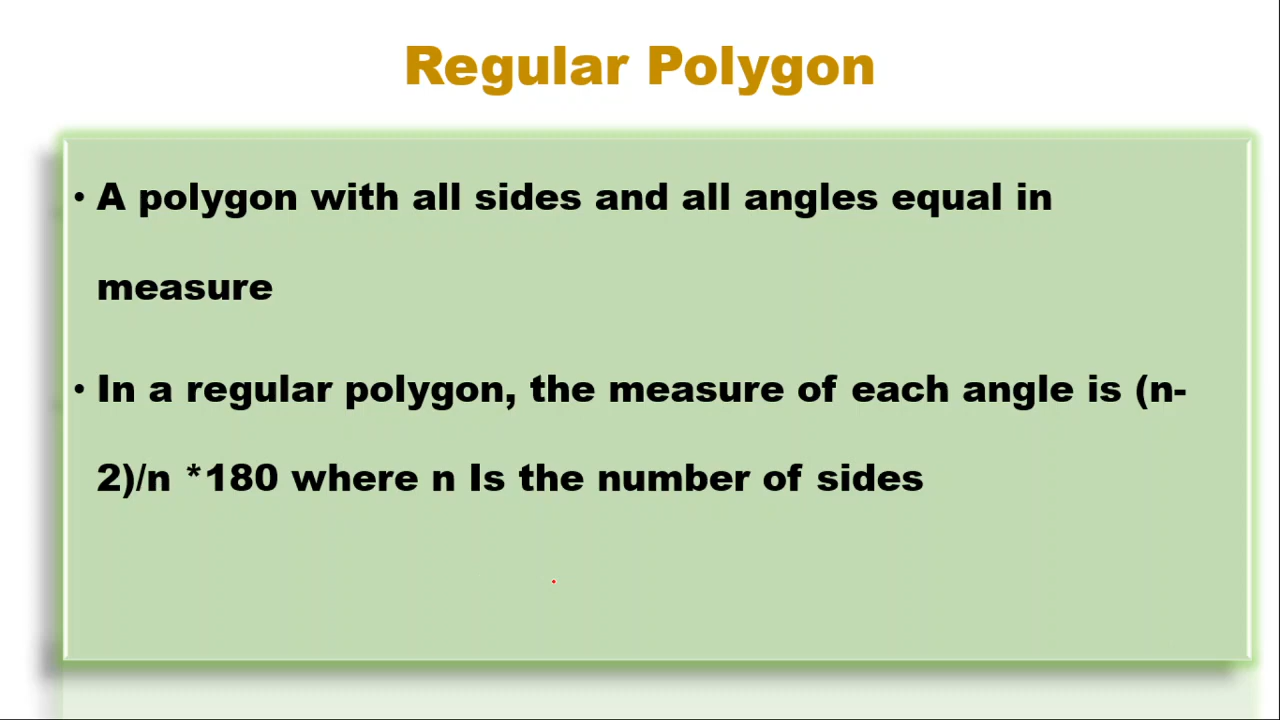 Regular Polygon
• A polygon with all sides and all angles equal in
measure
• In a regular polygon, the measure of each angle is (n-
2)/n *180 where n Is the number of sides